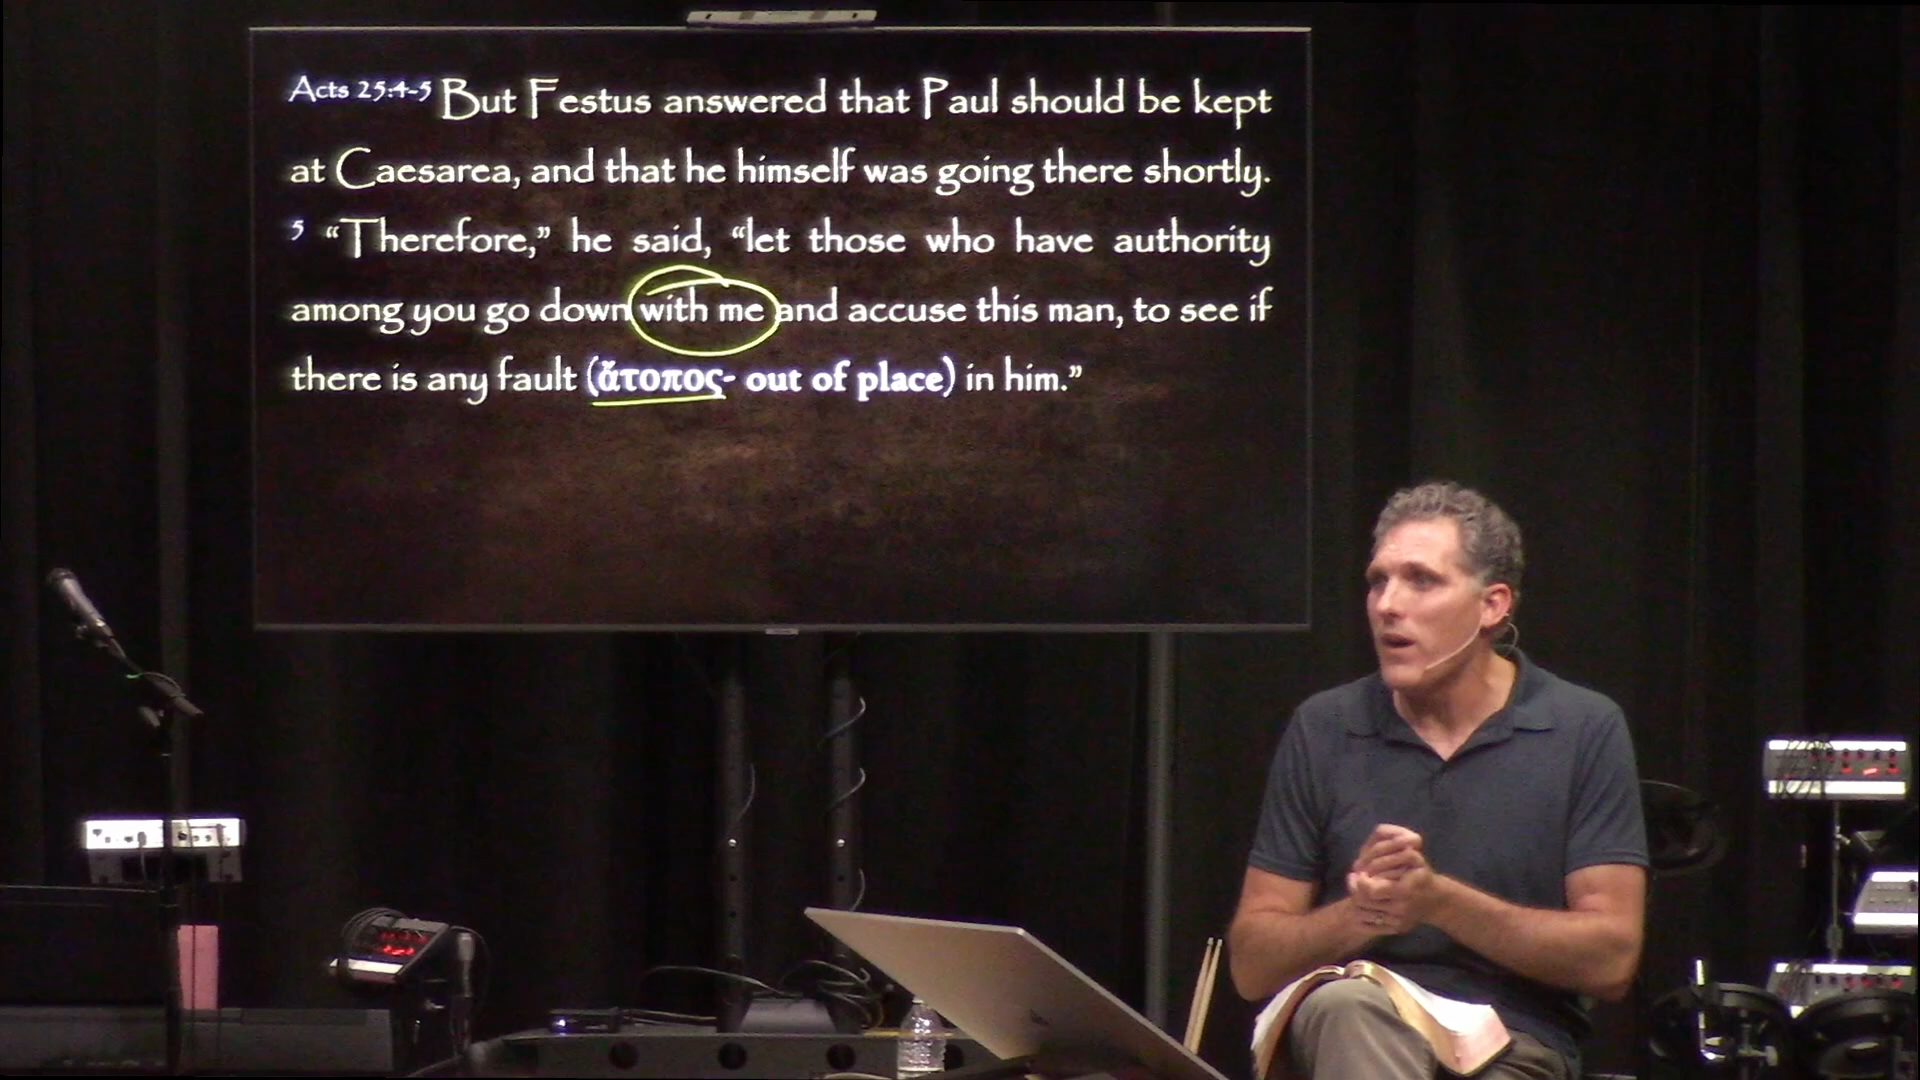 Acts 25:4-5 But Festus answered that Paul should be kept
at Caesarea, and that he himself was going there shortly.
5 “Therefore,” he said, “let those who have authority
among you go down with me and accuse this man, to see if
there is any fault (ἄτοπος- out of place) in him.”